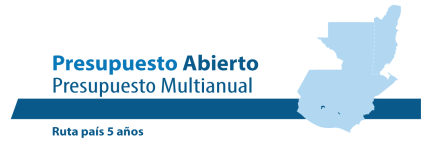 Presupuesto Abierto
Presupuesto Multianual
Ruta país 5 años